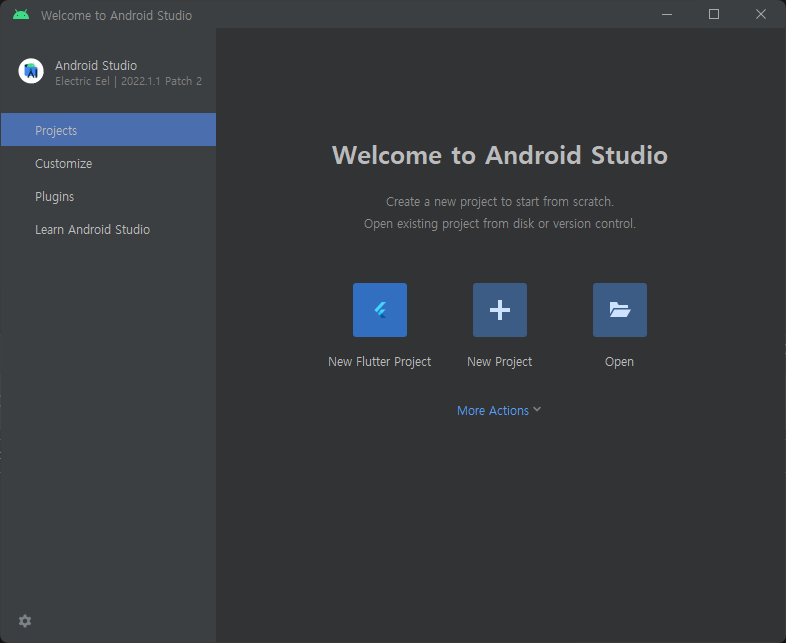 Welcome to Android Studio
Android Studio
Electric Eel | 2022.1.1 Patch 2
Projects
Customize
Plugins
Learn Android Studio
Welcome to Android Studio
Create a new project to start from scratch.
Open existing project from disk or version control.
New Flutter Project
New Project
Open
More Actions